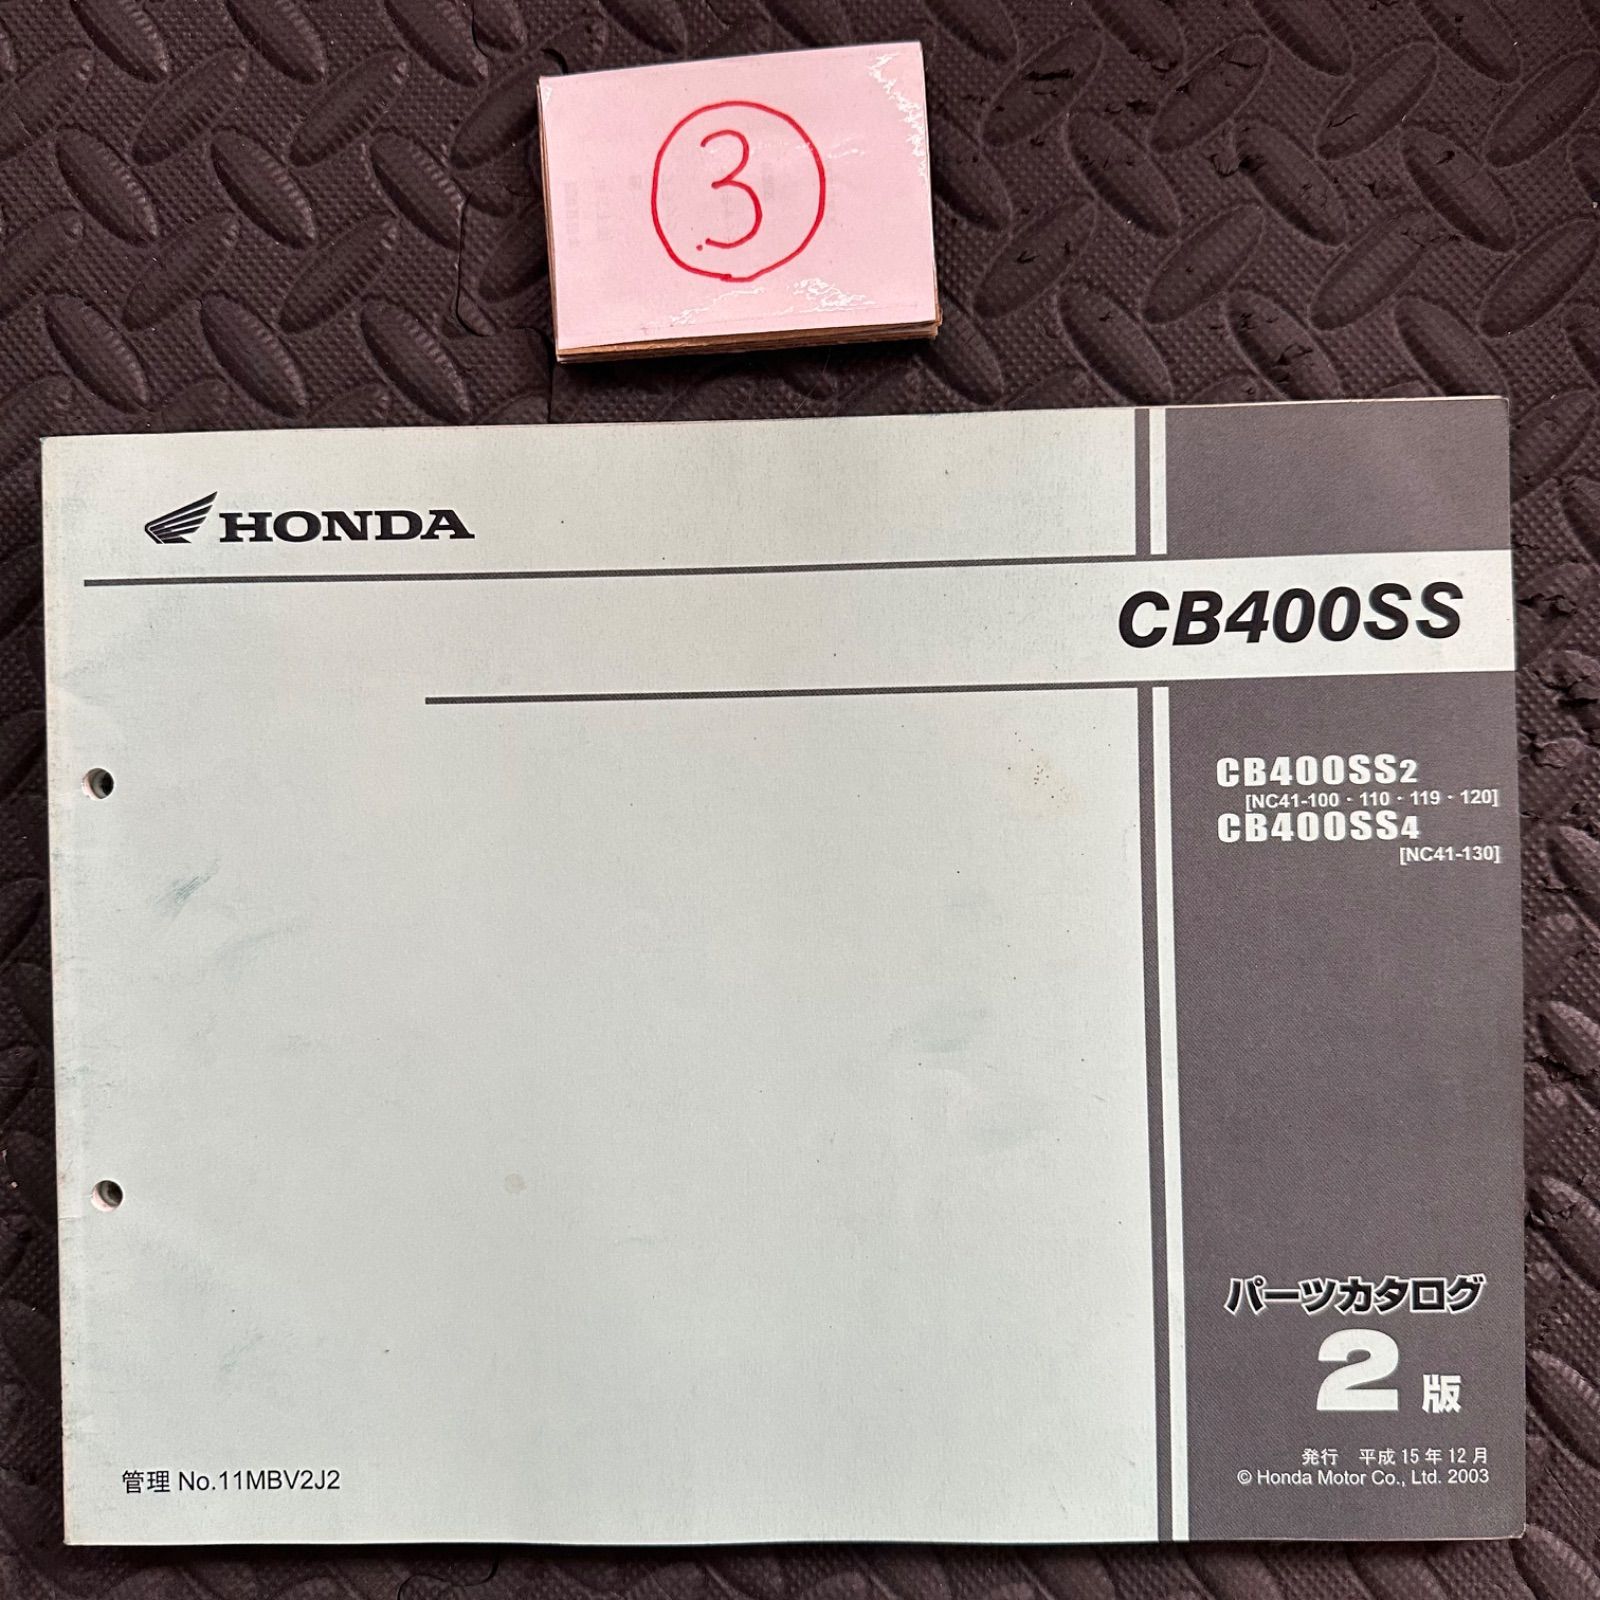 ③
HONDA
CB400SS
CB400SS2
[NC41-100・110・119・120]
CB400SS4
[NC41-130]
パーツカタログ
2版
発行 平成15年12月
© Honda Motor Co., Ltd. 2003
管理 No.11MBV2J2